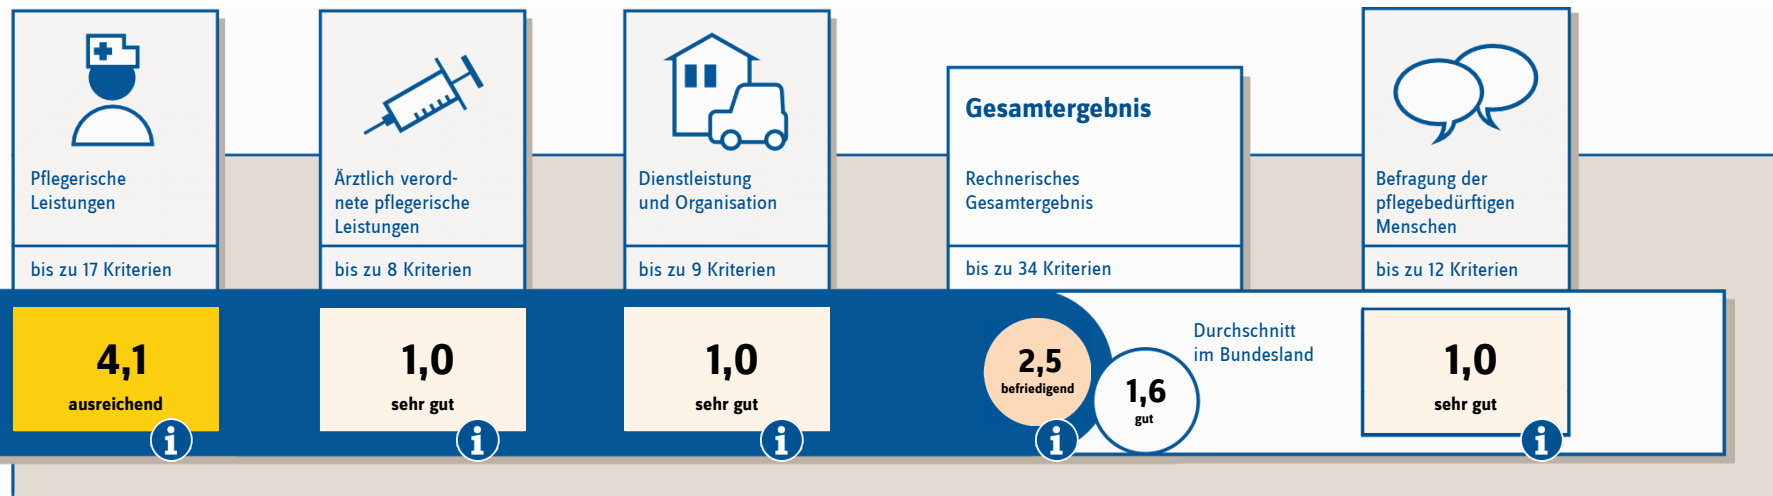 Pflegerische
Leistungen
bis zu 17 Kriterien
4,1
ausreichend
i
Ärztlich verord-
nete pflegerische
Leistungen
bis zu 8 Kriterien
1,0
sehr gut
i
Dienstleistung
und Organisation
bis zu 9 Kriterien
1,0
sehr gut
i
Gesamtergebnis
Rechnerisches
Gesamtergebnis
bis zu 34 Kriterien
2,5
befriedigend
i
Durchschnitt
im Bundesland
1,6
gut
Befragung der
pflegebedürftigen
Menschen
bis zu 12 Kriterien
1,0
sehr gut
i